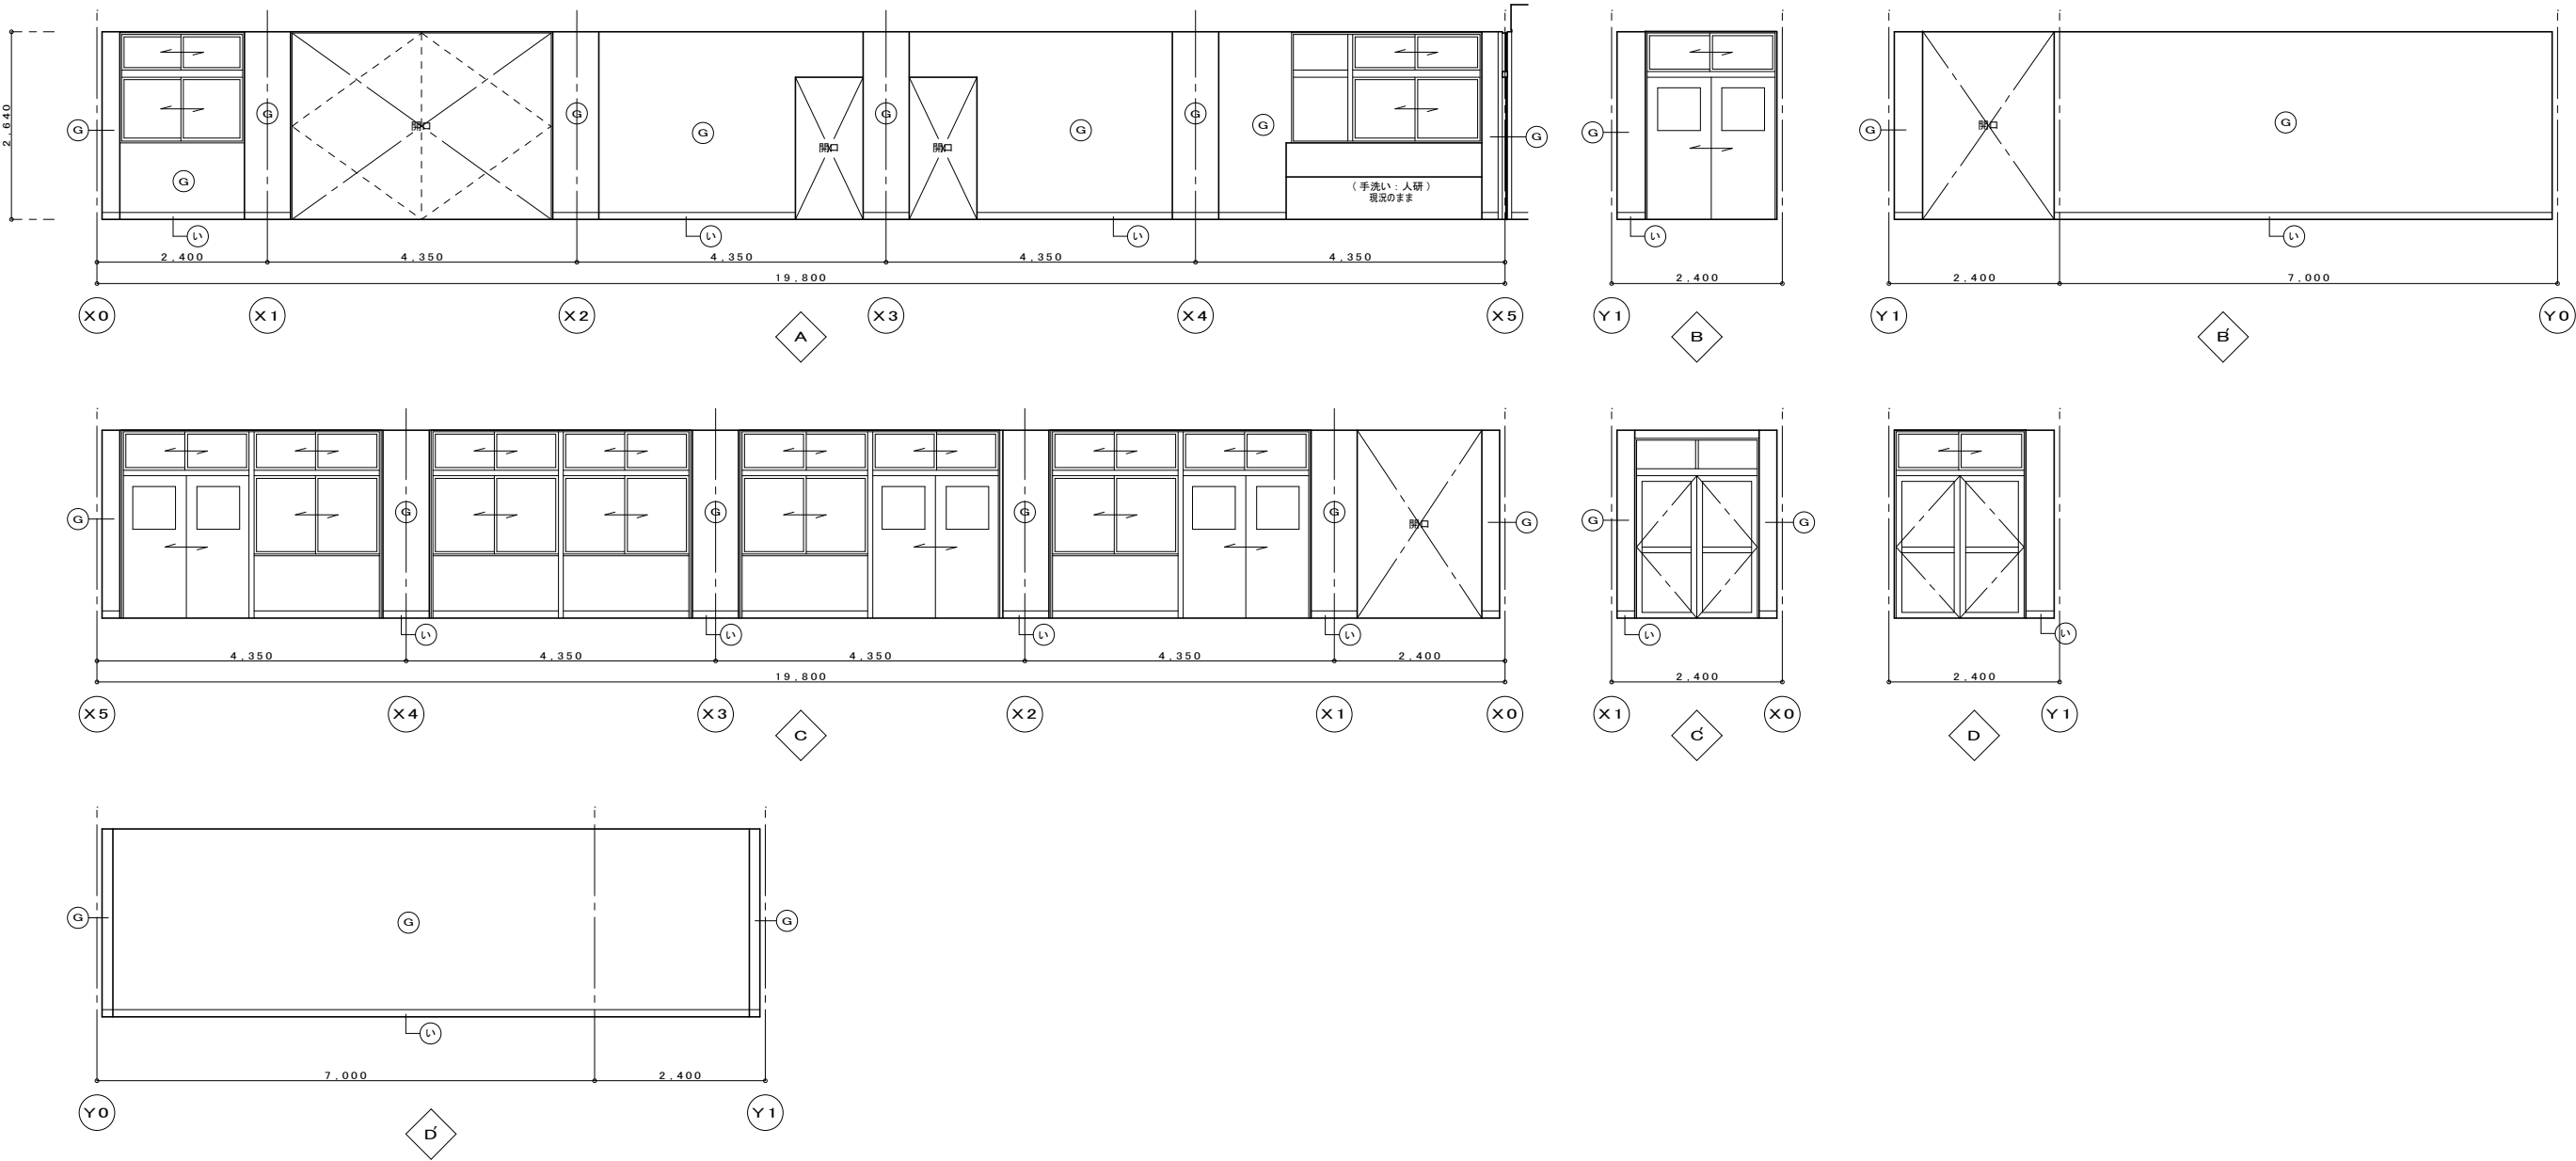 2,640
G
G
G
開口
G
G
開口
G
開口
G
G
G
G
(手洗い：人研)
現況のまま
い
い
い
2,400
4,350
4,350
4,350
4,350
19,800
X0
X1
X2
X3
X4
X5
A
G
い
2,400
Y1
B
G
開口
G
い
2,400
7,000
Y1
Y0
B'
G
G
G
G
G
開口
G
い
い
い
い
4,350
4,350
4,350
4,350
2,400
19,800
X5
X4
X3
X2
X1
X0
C
G
G
い
2,400
X1
X0
C'
い
2,400
Y1
D
G
G
G
い
7,000
2,400
Y0
Y1
D'